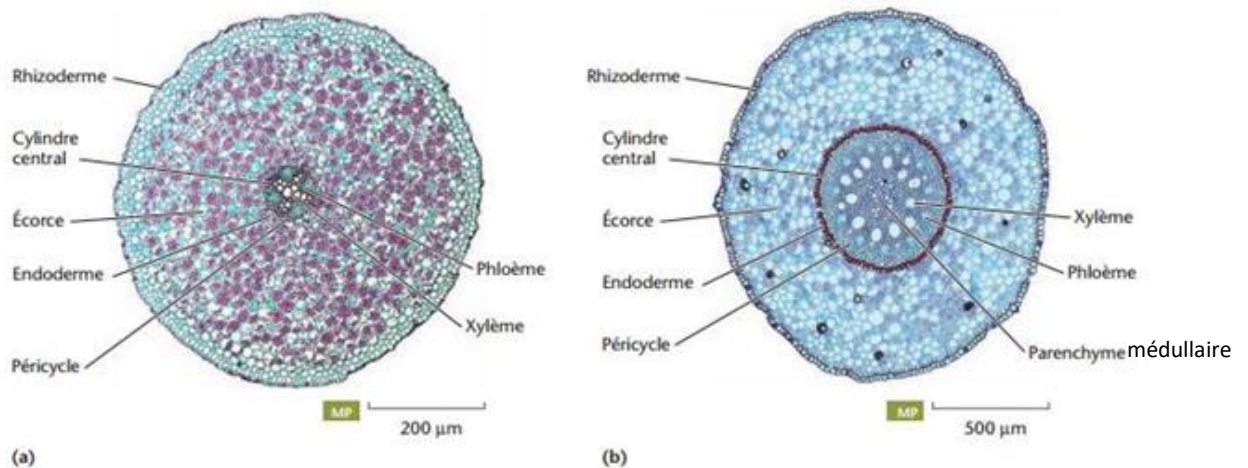 Rhizoderme
Cylindre
central
Écorce
Endoderme
Péricycle
Phloème
Xylème
MP
200 µm
(a)
Rhizoderme
Cylindre
central
Écorce
Endoderme
Péricycle
Xylème
Phloème
Parenchyme médullaire
MP
500 µm
(b)